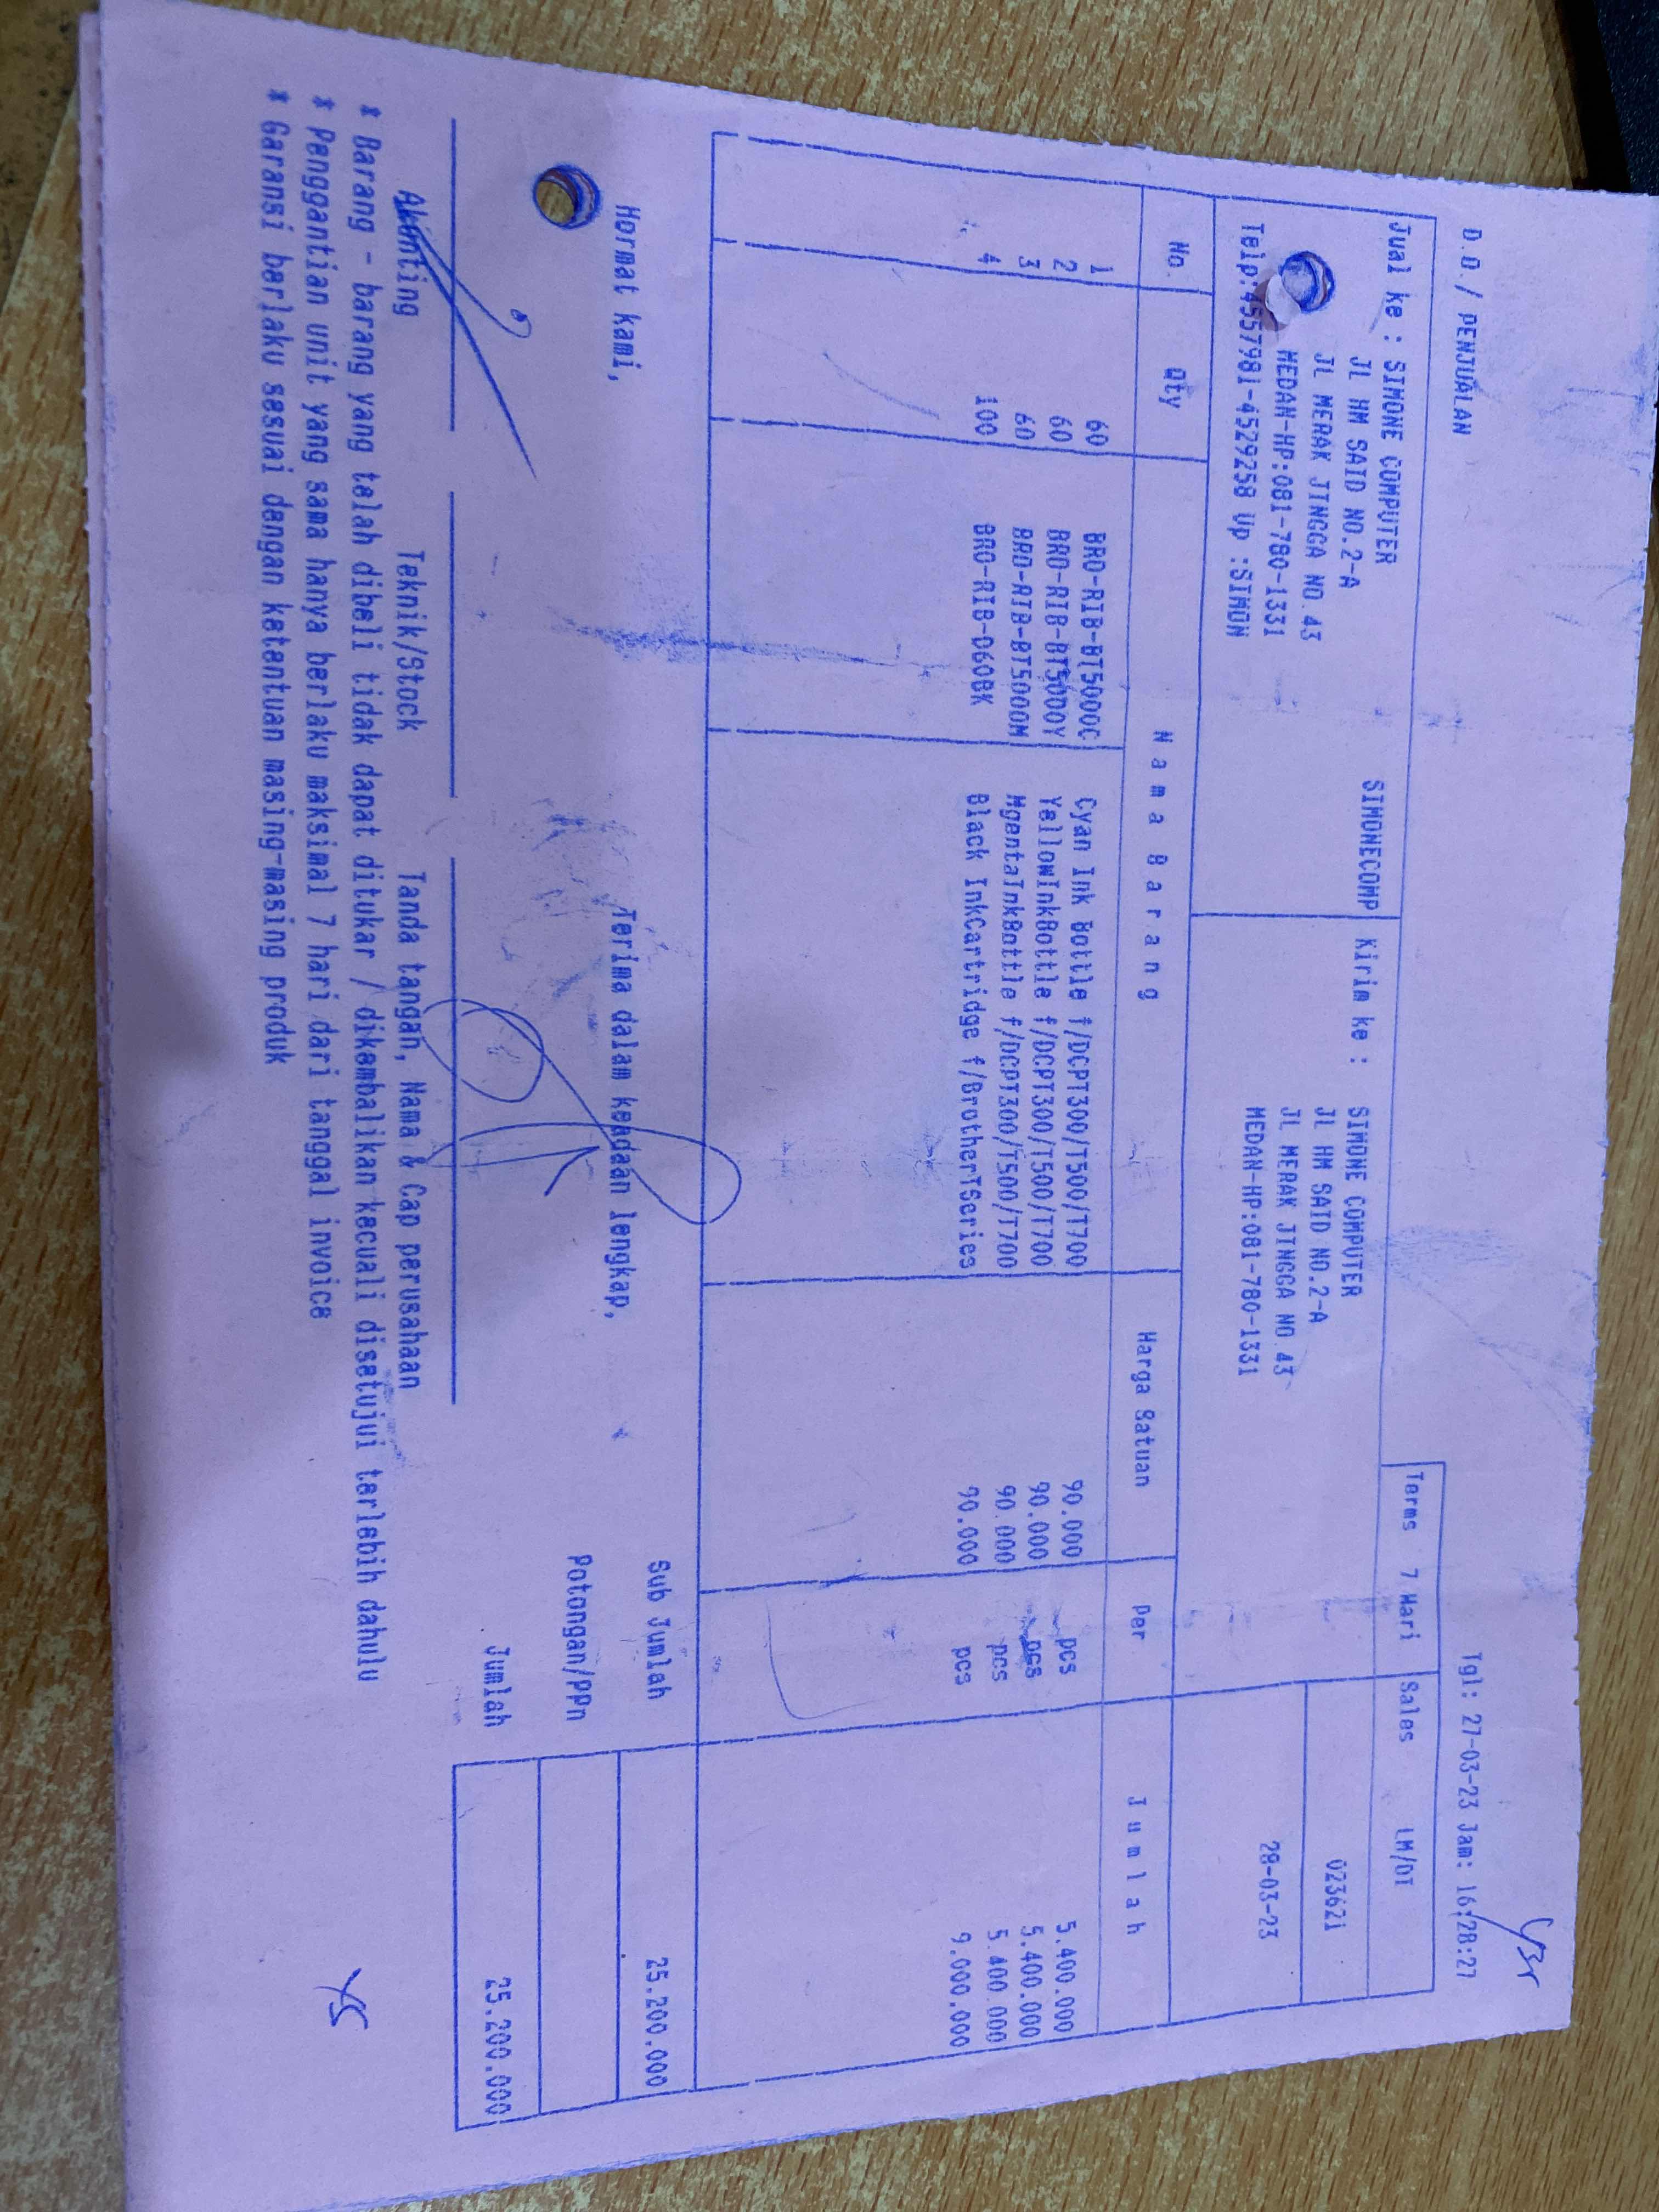 D.O./ PENJUALAN
Tgl: 27-03-23 Jam: 16:28:27
Terms 7 Hari Sales LM/DT
Jual ke : SIMONE COMPUTER SIMONECOMP
JL HM SAID NO.2-A
JL MERAK JINGGA NO.43
MEDAN-HP:081-780-1331
Telp:4557981-4529258 Up :SIMON
Kirim ke : SIMONE COMPUTER
JL HM SAID NO.2-A
JL MERAK JINGGA NO.43
MEDAN-HP:081-780-1331
023621
28-03-23
No. Qty Nama Barang Harga Satuan Per Jumlah
1 60 BRO-RIB-BT5000C Cyan Ink Bottle f/DCPT300/T500/T700 90.000 pcs 5.400.000
2 60 BRO-RIB-BT5000Y YellowInkBottle f/DCPT300/T500/T700 90.000 pcs 5.400.000
3 60 BRO-RIB-BT5000M MgentaInkBottle f/DCPT300/T500/T700 90.000 pcs 5.400.000
4 100 BRO-RIB-D60BK Black InkCartridge f/BrotherTSeries 90.000 pcs 9.000.000
Hormat kami, Terima dalam keadaan lengkap, Sub Jumlah 25.200.000
Potongan/PPn
Jumlah 25.200.000
Akunting Teknik/Stock Tanda tangan, Nama & Cap perusahaan
* Barang - barang yang telah dibeli tidak dapat ditukar / dikembalikan kecuali disetujui terlebih dahulu
* Penggantian unit yang sama hanya berlaku maksimal 7 hari dari tanggal invoice
* Garansi berlaku sesuai dengan ketentuan masing-masing produk